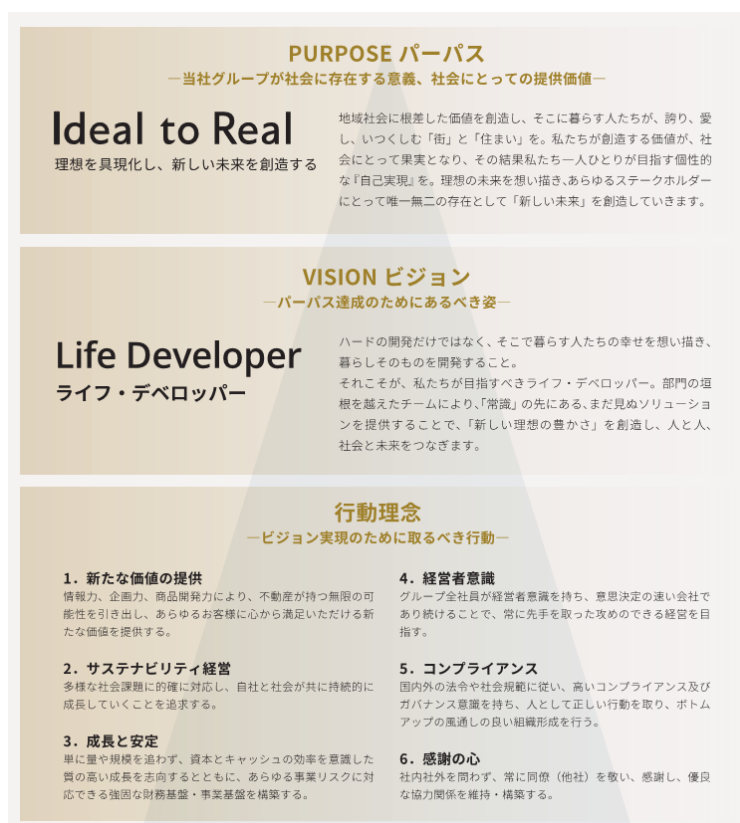 PURPOSE パーパス
―当社グループが社会に存在する意義、社会にとっての提供価値―
Ideal to Real
理想を具現化し、新しい未来を創造する
地域社会に根差した価値を創造し、そこに暮らす人たちが、誇り、愛
し、いつくしむ「街」と「住まい」を。私たちが創造する価値が、社
会にとって果実となり、その結果私たち一人ひとりが目指す個性的
な『自己実現』を。理想の未来を想い描き、あらゆるステークホルダー
にとって唯一無二の存在として「新しい未来」を創造していきます。
VISION ビジョン
―パーパス達成のためにあるべき姿―
Life Developer
ライフ・デベロッパー
ハードの開発だけではなく、そこで暮らす人たちの幸せを想い描き、
暮らしそのものを開発すること。
それこそが、私たちが目指すべきライフ・デベロッパー。部門の垣
根を越えたチームにより、「常識」の先にある、まだ見ぬソリューショ
ンを提供することで、「新しい理想の豊かさ」を創造し、人と人、
社会と未来をつなぎます。
行動理念
―ビジョン実現のために取るべき行動―
1．新たな価値の提供
情報力、企画力、商品開発力により、不動産が持つ無限の可
能性を引き出し、あらゆるお客様に心から満足いただける新
たな価値を提供する。
2．サステナビリティ経営
多様な社会課題に的確に対応し、自社と社会が共に持続的に
成長していくことを追求する。
3．成長と安定
単に量や規模を追わず、資本とキャッシュの効率を意識した
質の高い成長を志向するとともに、あらゆる事業リスクに対
応できる強固な財務基盤・事業基盤を構築する。
4．経営者意識
グループ全社員が経営者意識を持ち、意思決定の速い会社で
あり続けることで、常に先手を取った攻めのできる経営を目
指す。
5．コンプライアンス
国内外の法令や社会規範に従い、高いコンプライアンス及び
ガバナンス意識を持ち、人として正しい行動を取り、ボトム
アップの風通しの良い組織形成を行う。
6．感謝の心
社内社外を問わず、常に同僚（他社）を敬い、感謝し、優良
な協力関係を維持・構築する。